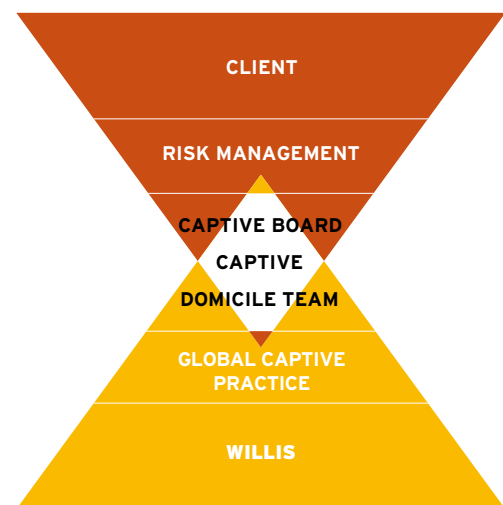 CLIENT
RISK MANAGEMENT
CAPTIVE BOARD
CAPTIVE
DOMICILE TEAM
GLOBAL CAPTIVE
PRACTICE
WILLIS